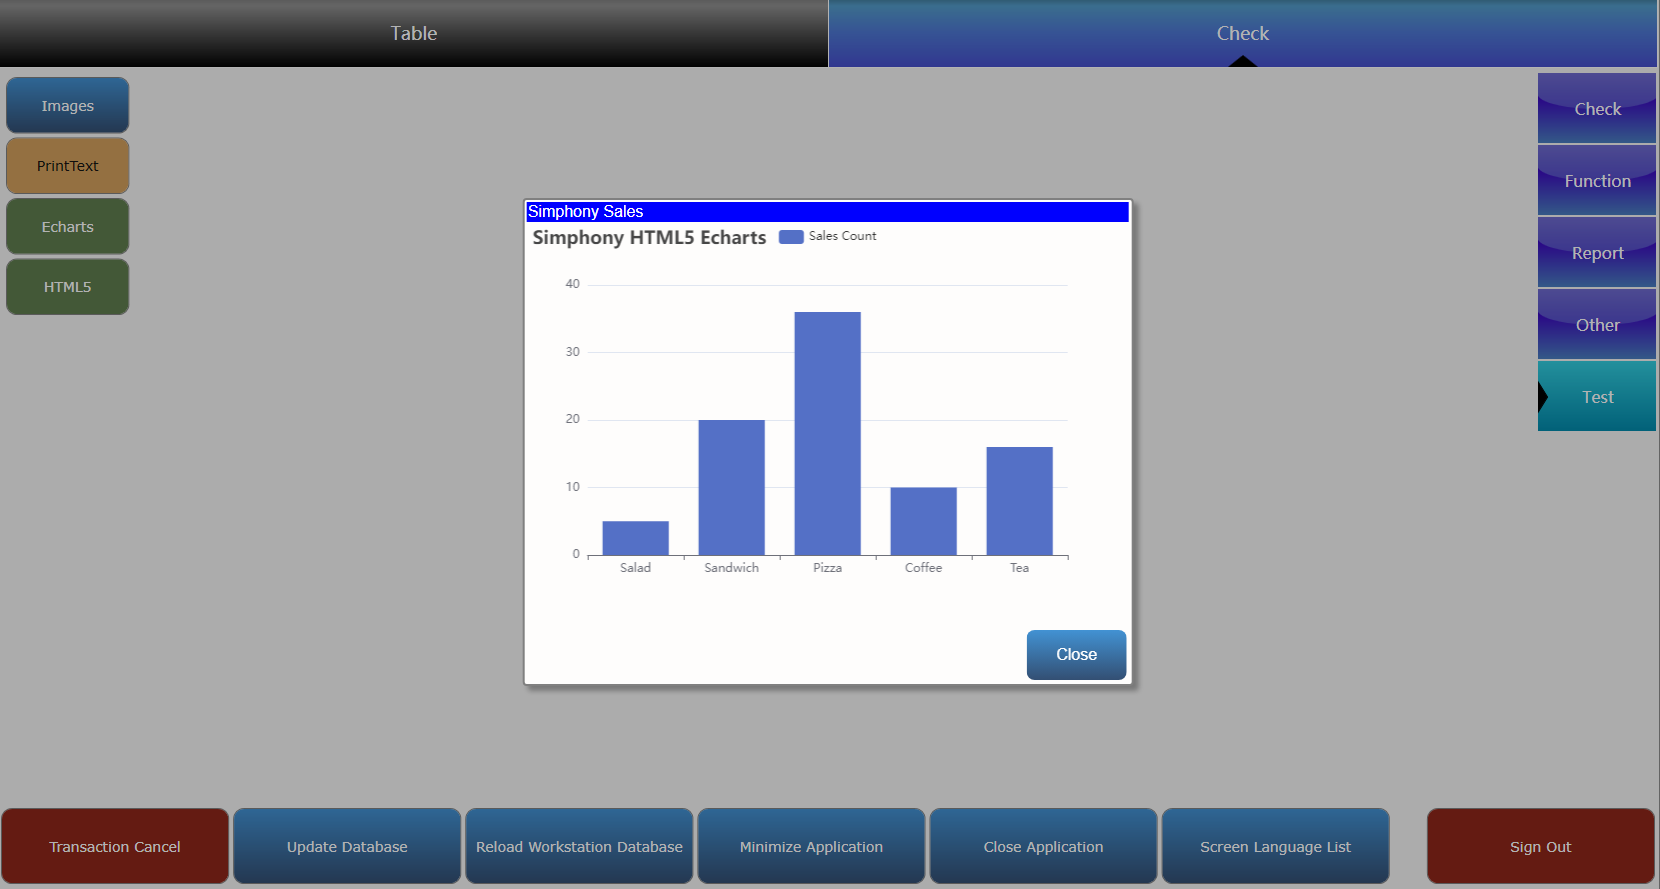 Table
Check
Images
PrintText
Echarts
HTML5
Check
Function
Report
Other
Test
Simphony Sales
Simphony HTML5 Echarts
Sales Count
40
30
20
10
0
Salad Sandwich Pizza Coffee Tea
Close
Transaction Cancel
Update Database
Reload Workstation Database
Minimize Application
Close Application
Screen Language List
Sign Out